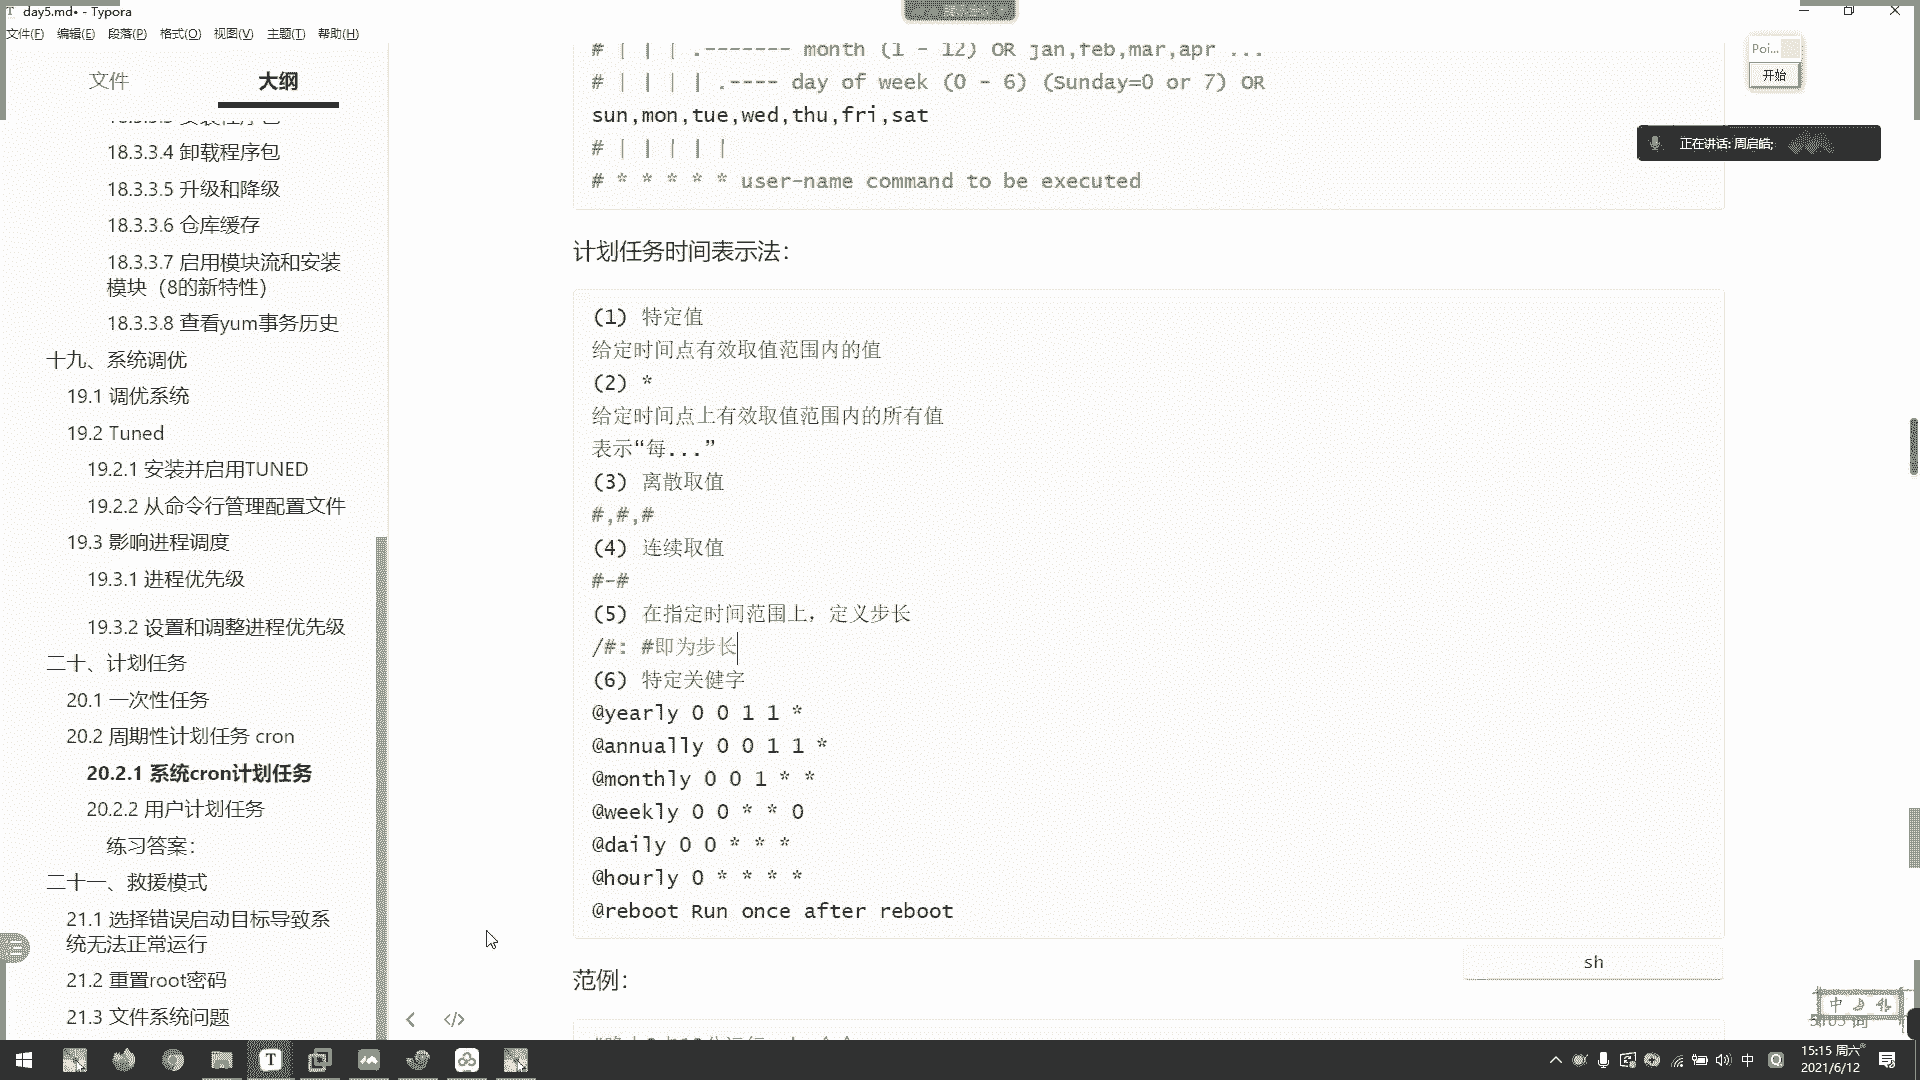 day5.md• - Typora
文件(F) 编辑(E) 段落(P) 格式(O) 视图(V) 主题(T) 帮助(H)
文件 大纲
18.3.3.4 卸载程序包
18.3.3.5 升级和降级
18.3.3.6 仓库缓存
18.3.3.7 启用模块流和安装
模块（8的新特性）
18.3.3.8 查看yum事务历史
十九、系统调优
19.1 调优系统
19.2 Tuned
19.2.1 安装并启用TUNED
19.2.2 从命令行管理配置文件
19.3 影响进程调度
19.3.1 进程优先级
19.3.2 设置和调整进程优先级
二十、计划任务
20.1 一次性任务
20.2 周期性计划任务 cron
20.2.1 系统cron计划任务
20.2.2 用户计划任务
练习答案：
二十一、救援模式
21.1 选择错误启动目标导致系
统无法正常运行
21.2 重置root密码
21.3 文件系统问题
# | | | .------- month (1 - 12) OR jan,feb,mar,apr ...
# | | | | .---- day of week (0 - 6) (Sunday=0 or 7) OR
sun,mon,tue,wed,thu,fri,sat
# | | | | |
# * * * * * user-name command to be executed
计划任务时间表示法：
(1) 特定值
给定时间点有效取值范围内的值
(2) *
给定时间点上有效取值范围内的所有值
表示“每...”
(3) 离散取值
#,#,#
(4) 连续取值
#-#
(5) 在指定时间范围上，定义步长
/#: #即为步长
(6) 特定关健字
@yearly 0 0 1 1 *
@annually 0 0 1 1 *
@monthly 0 0 1 * *
@weekly 0 0 * * 0
@daily 0 0 * * *
@hourly 0 * * * *
@reboot Run once after reboot
sh
范例：
Poi...
开始
正在讲话: 周启皓;
中
中
15:15 周六
2021/6/12